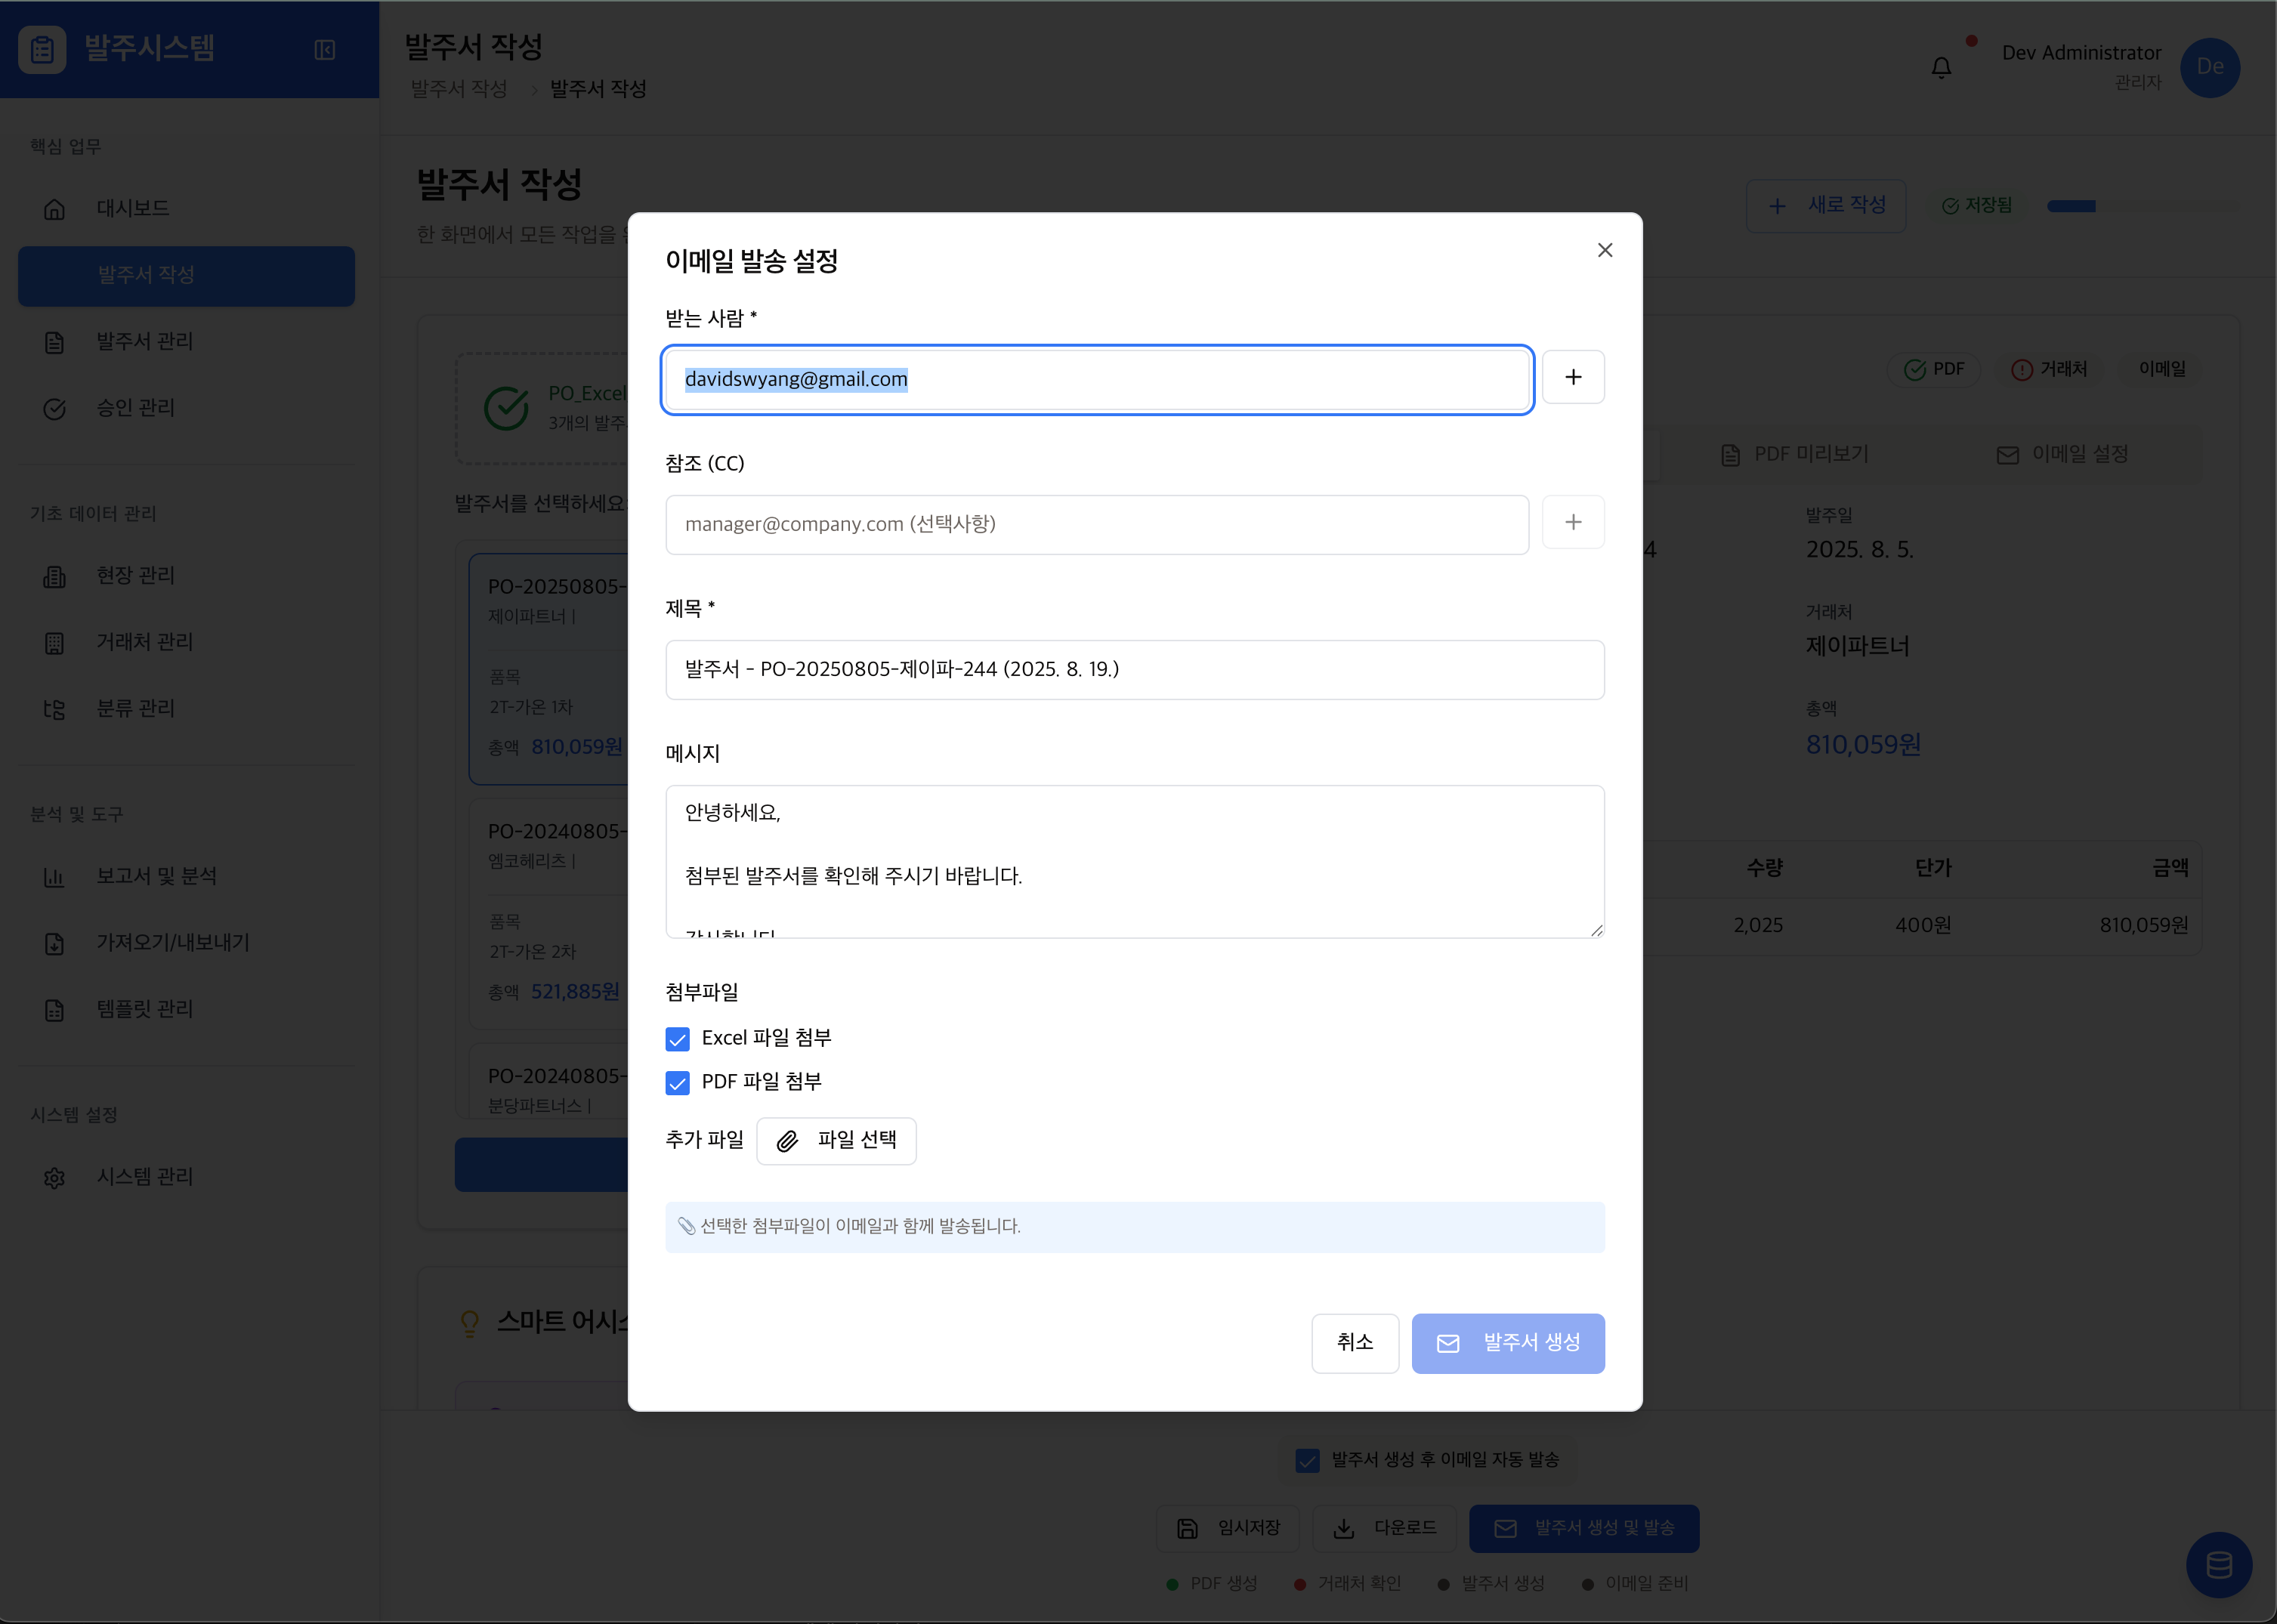 발주시스템
핵심 업무
대시보드
발주서 작성
발주서 관리
승인 관리
기초 데이터 관리
현장 관리
거래처 관리
분류 관리
분석 및 도구
보고서 및 분석
가져오기/내보내기
템플릿 관리
시스템 설정
시스템 관리
발주서 작성
발주서 작성 > 발주서 작성
Dev Administrator
관리자
De
발주서 작성
한 화면에서 모든 작업을
새로 작성
저장됨
PO_Excel
3개의 발주
발주서를 선택하세요
PO-20250805-
제이파트너 |
품목
2T-가온 1차
총액 810,059원
PO-20240805-
엠코헤리츠 |
품목
2T-가온 2차
총액 521,885원
PO-20240805-
분당파트너스 |
스마트 어시스
이메일 발송 설정
받는 사람 *
davidswyang@gmail.com
참조 (CC)
manager@company.com (선택사항)
제목 *
발주서 - PO-20250805-제이파-244 (2025. 8. 19.)
메시지
안녕하세요,
첨부된 발주서를 확인해 주시기 바랍니다.
감사합니다
첨부파일
Excel 파일 첨부
PDF 파일 첨부
추가 파일
파일 선택
📎 선택한 첨부파일이 이메일과 함께 발송됩니다.
취소
발주서 생성
PDF
거래처
이메일
PDF 미리보기
이메일 설정
4
발주일
2025. 8. 5.
거래처
제이파트너
총액
810,059원
수량 단가 금액
2,025 400원 810,059원
발주서 생성 후 이메일 자동 발송
임시저장
다운로드
발주서 생성 및 발송
PDF 생성
거래처 확인
발주서 생성
이메일 준비